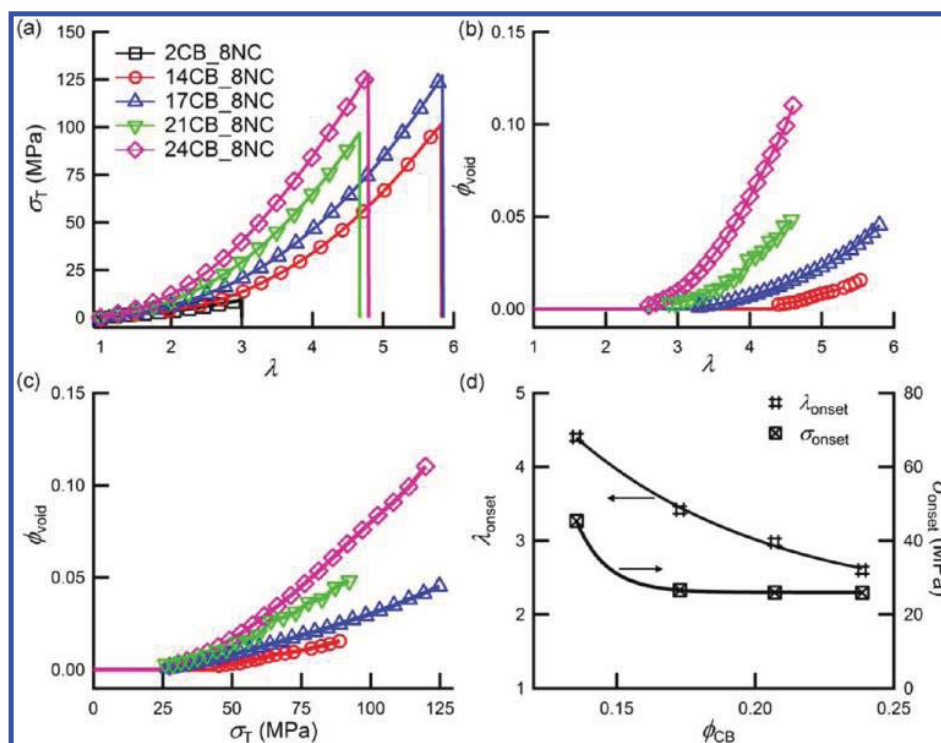 (a)
150
125
100
75
50
25
0
σT (MPa)
2CB_8NC
14CB_8NC
17CB_8NC
21CB_8NC
24CB_8NC
1 2 3 4 5 6
λ
(b)
0.10
0.05
0.00
ϕvoid
1 2 3 4 5 6
λ
(c)
0.15
0.10
0.05
0.00
ϕvoid
0 25 50 75 100 125
σT (MPa)
(d)
5
4
3
2
1
λonset
λonset
σonset
80
60
40
20
0
σonset (MPa)
0.15 0.20 0.25
ϕCB